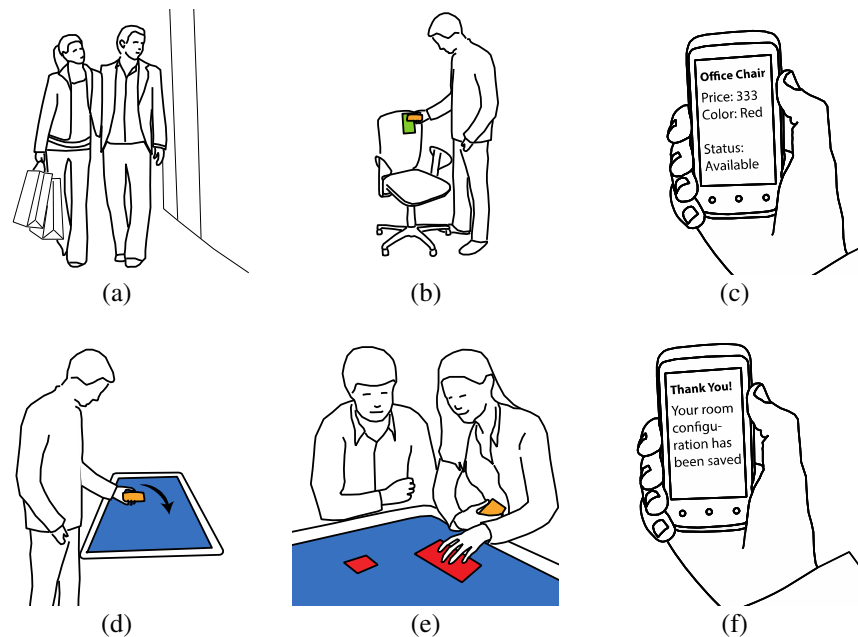 Office Chair
Price: 333
Color: Red
Status:
Available
(a)
(b)
(c)
Thank You!
Your room
configu-
ration has
been saved
(d)
(e)
(f)